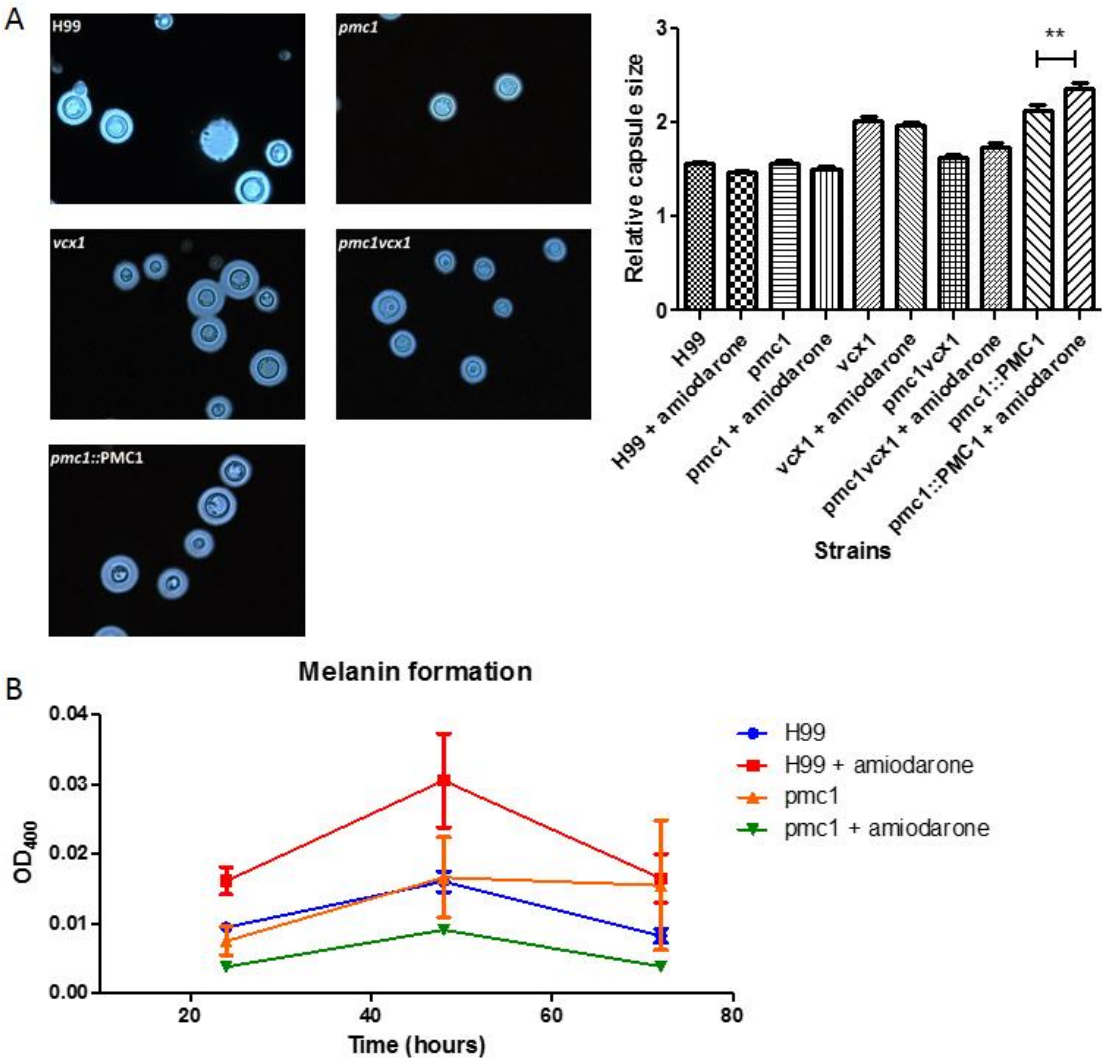 A
H99
pmc1
vcx1
pmc1vcx1
pmc1::PMC1
**
3
2
1
0
Relative capsule size
H99
H99 + amiodarone
pmc1
pmc1 + amiodarone
vcx1
vcx1 + amiodarone
pmc1vcx1
pmc1vcx1 + amiodarone
pmc1::PMC1
pmc1::PMC1 + amiodarone
Strains
B
Melanin formation
0.04
0.03
0.02
0.01
0.00
OD400
20
40
60
80
Time (hours)
H99
H99 + amiodarone
pmc1
pmc1 + amiodarone